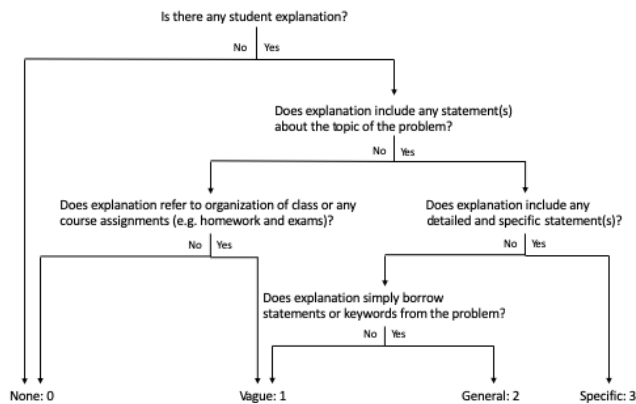 Is there any student explanation?
No Yes
Does explanation include any statement(s)
about the topic of the problem?
No Yes
Does explanation refer to organization of class or any
course assignments (e.g. homework and exams)?
No Yes
Does explanation include any
detailed and specific statement(s)?
No Yes
Does explanation simply borrow
statements or keywords from the problem?
No Yes
None: 0
Vague: 1
General: 2
Specific: 3